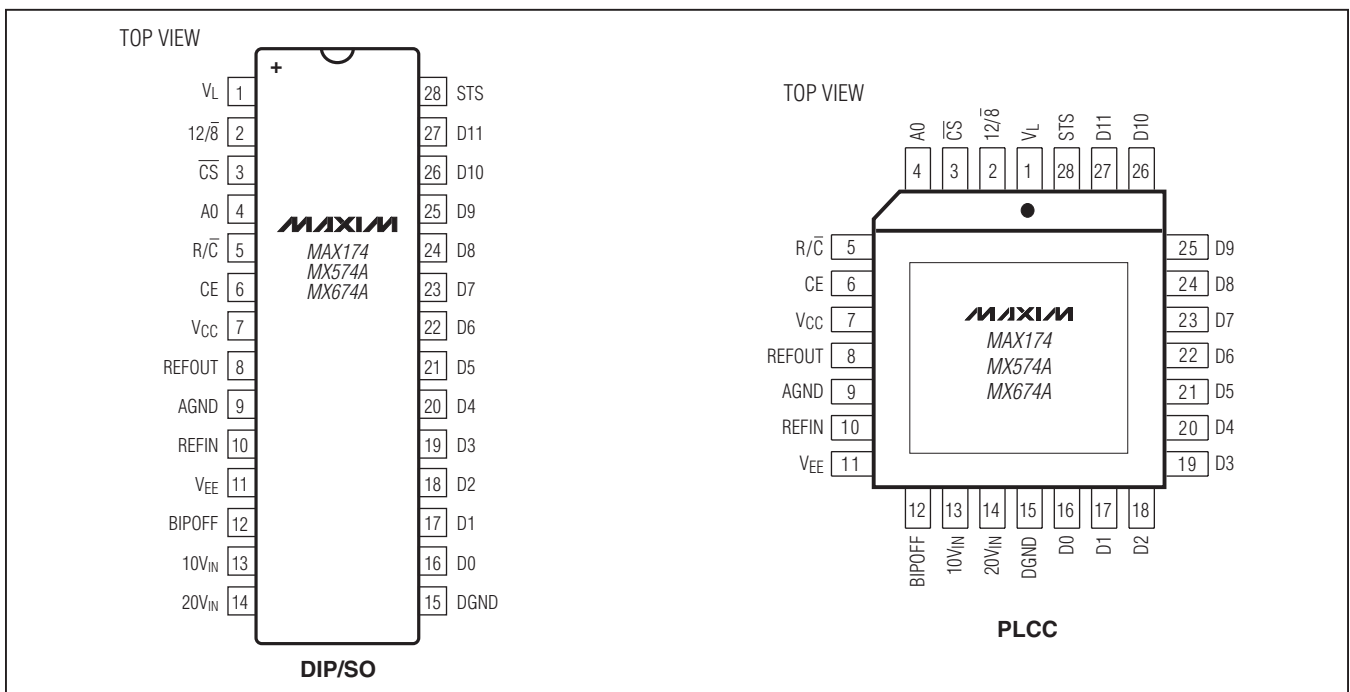 TOP VIEW
+
VL 1
12/8̅ 2
C̅S̅ 3
A0 4
R/C̅ 5
CE 6
VCC 7
REFOUT 8
AGND 9
REFIN 10
VEE 11
BIPOFF 12
10VIN 13
20VIN 14
28 STS
27 D11
26 D10
25 D9
24 D8
23 D7
22 D6
21 D5
20 D4
19 D3
18 D2
17 D1
16 D0
15 DGND
MAXIM
MAX174
MX574A
MX674A
DIP/SO
TOP VIEW
A0 C̅S̅ 12/8̅ VL STS D11 D10
4 3 2 1 28 27 26
R/C̅ 5
CE 6
VCC 7
REFOUT 8
AGND 9
REFIN 10
VEE 11
25 D9
24 D8
23 D7
22 D6
21 D5
20 D4
19 D3
MAXIM
MAX174
MX574A
MX674A
12 13 14 15 16 17 18
BIPOFF 10VIN 20VIN DGND D0 D1 D2
PLCC